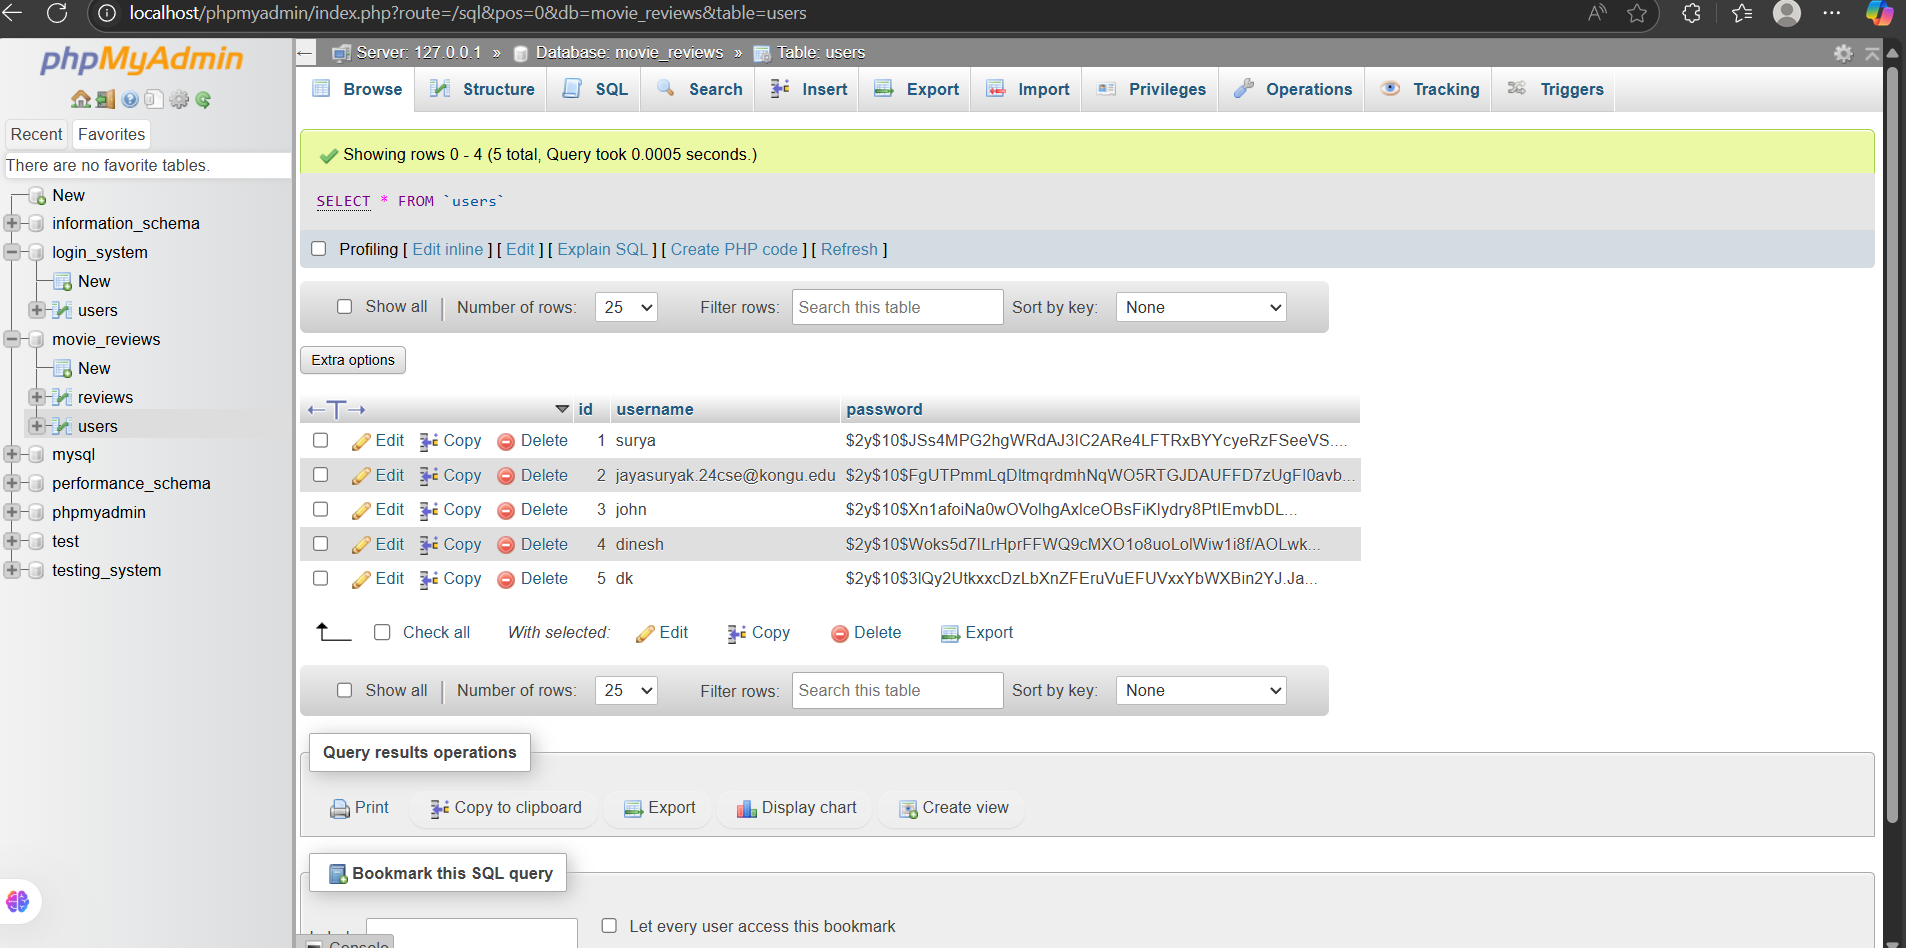 localhost/phpmyadmin/index.php?route=/sql&pos=0&db=movie_reviews&table=users
phpMyAdmin
Server: 127.0.0.1 » Database: movie_reviews » Table: users
Browse Structure SQL Search Insert Export Import Privileges Operations Tracking Triggers
Recent Favorites
There are no favorite tables.
New
information_schema
login_system
New
users
movie_reviews
New
reviews
users
mysql
performance_schema
phpmyadmin
test
testing_system
Showing rows 0 - 4 (5 total, Query took 0.0005 seconds.)
SELECT * FROM `users`
Profiling [ Edit inline ] [ Edit ] [ Explain SQL ] [ Create PHP code ] [ Refresh ]
Show all Number of rows: 25 Filter rows: Search this table Sort by key: None
Extra options
id username password
Edit Copy Delete 1 surya $2y$10$JSs4MPG2hgWRdAJ3IC2ARe4LFTRxBYYcyeRzFSeeVS....
Edit Copy Delete 2 jayasuryak.24cse@kongu.edu $2y$10$FgUTPmmLqDltmqrdmhNqWO5RTGJDAUFFD7zUgFI0avb...
Edit Copy Delete 3 john $2y$10$Xn1afoiNa0wOVolhgAxlceOBsFiKlydry8PtIEmvbDL...
Edit Copy Delete 4 dinesh $2y$10$Woks5d7ILrHprFFWQ9cMXO1o8uoLolWiw1i8f/AOLwk...
Edit Copy Delete 5 dk $2y$10$3IQy2UtkxxcDzLbXnZFEruVuEFUVxxYbWXBin2YJ.Ja...
Check all With selected: Edit Copy Delete Export
Show all Number of rows: 25 Filter rows: Search this table Sort by key: None
Query results operations
Print Copy to clipboard Export Display chart Create view
Bookmark this SQL query
Let every user access this bookmark
Console